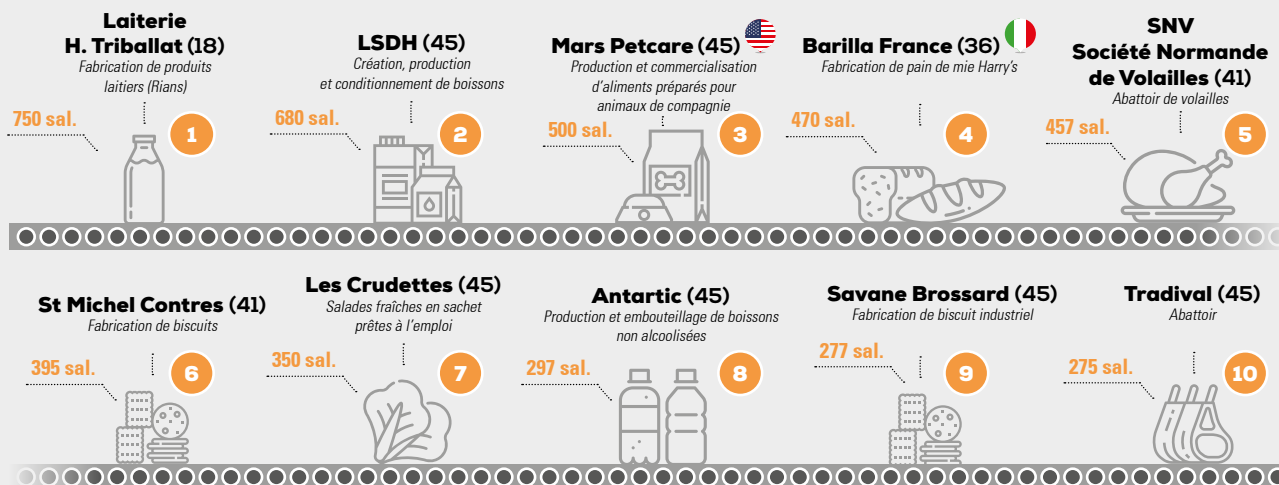 Laiterie
H. Triballat (18)
Fabrication de produits
laitiers (Rians)
750 sal.
1
LSDH (45)
Création, production
et conditionnement de boissons
680 sal.
2
Mars Petcare (45)
Production et commercialisation
d'aliments préparés pour
animaux de compagnie
500 sal.
3
Barilla France (36)
Fabrication de pain de mie Harry's
470 sal.
4
SNV
Société Normande
de Volailles (41)
Abattoir de volailles
457 sal.
5
St Michel Contres (41)
Fabrication de biscuits
395 sal.
6
Les Crudettes (45)
Salades fraîches en sachet
prêtes à l'emploi
350 sal.
7
Antartic (45)
Production et embouteillage de boissons
non alcoolisées
297 sal.
8
Savane Brossard (45)
Fabrication de biscuit industriel
277 sal.
9
Tradival (45)
Abattoir
275 sal.
10